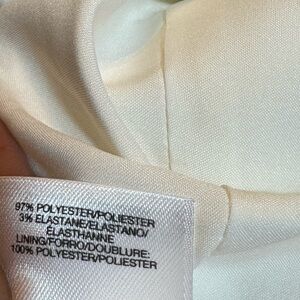 97% POLYESTER/POLIESTER
3% ELASTANE/ELASTANO/
ÉLASTHANNE
LINING/FORRO/DOUBLURE:
100% POLYESTER/POLIESTER